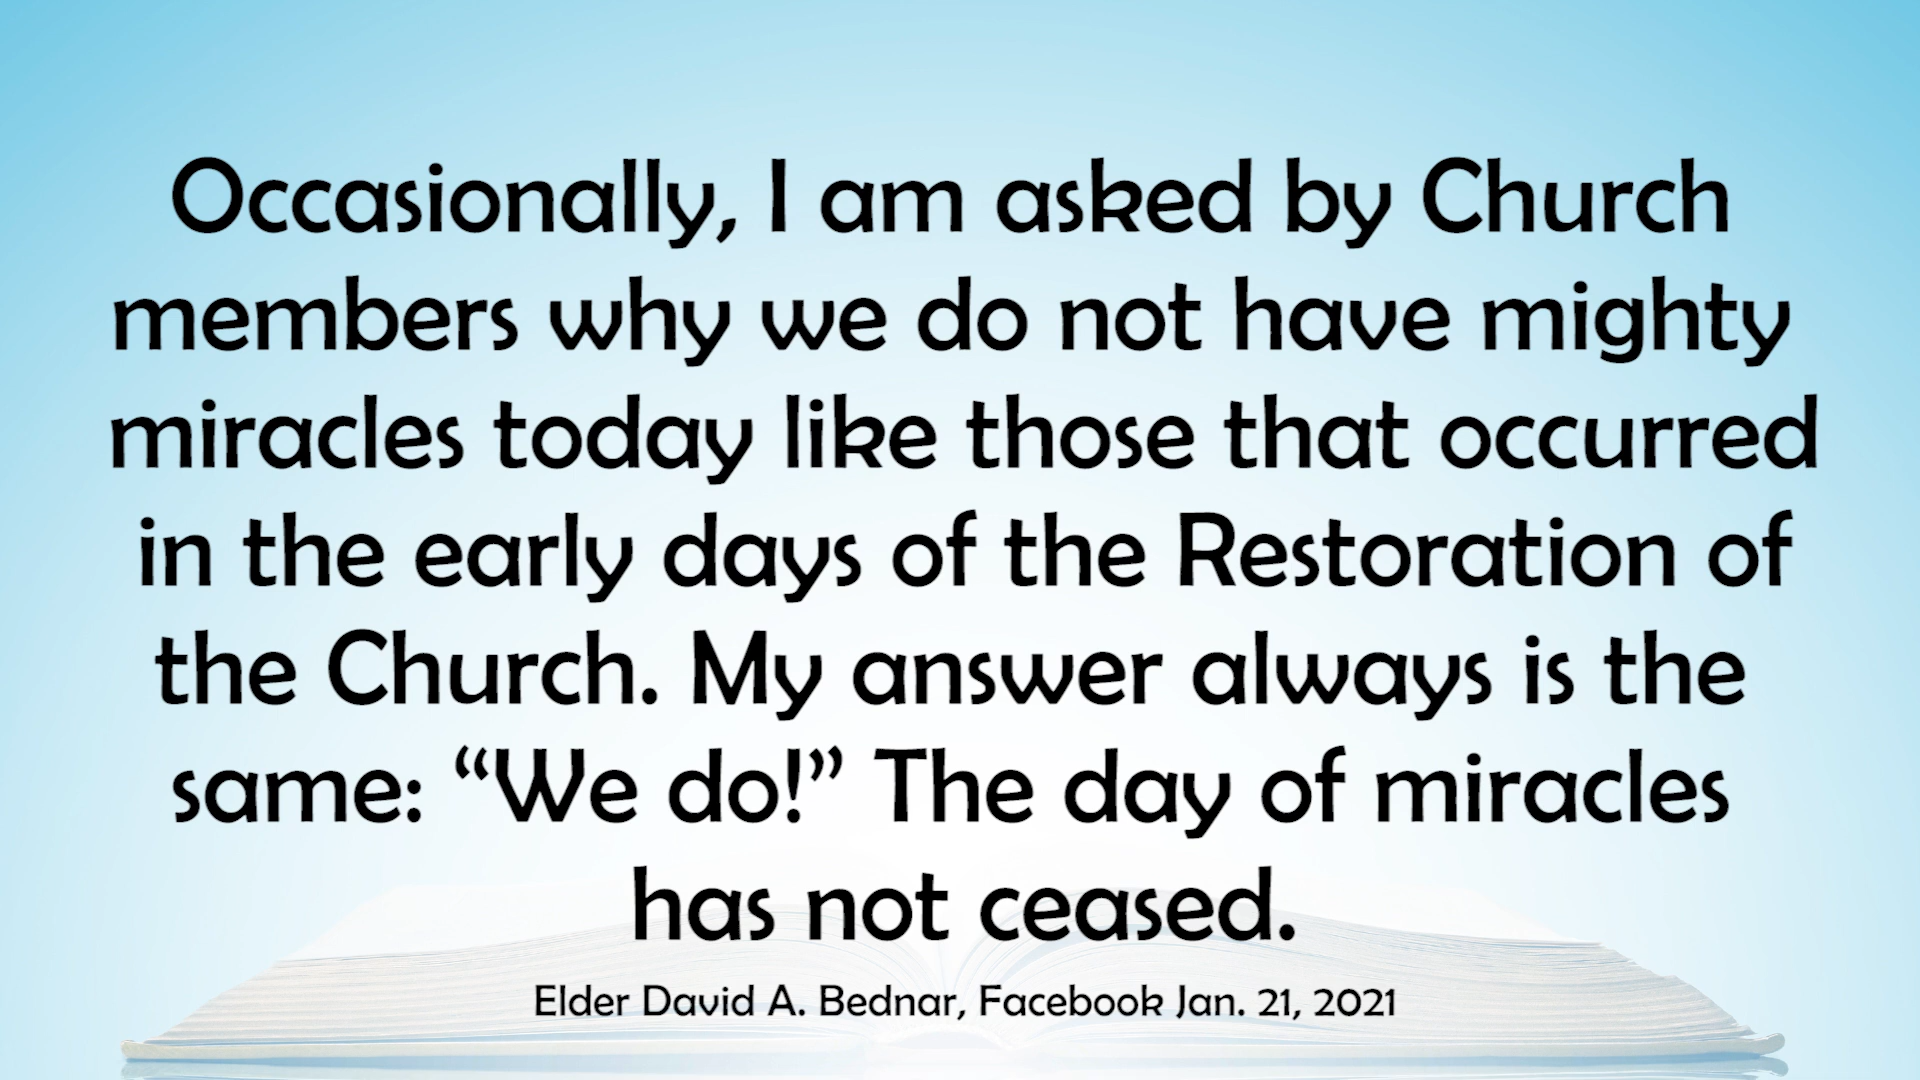 Occasionally, I am asked by Church
members why we do not have mighty
miracles today like those that occurred
in the early days of the Restoration of
the Church. My answer always is the
same: “We do!” The day of miracles
has not ceased.
Elder David A. Bednar, Facebook Jan. 21, 2021